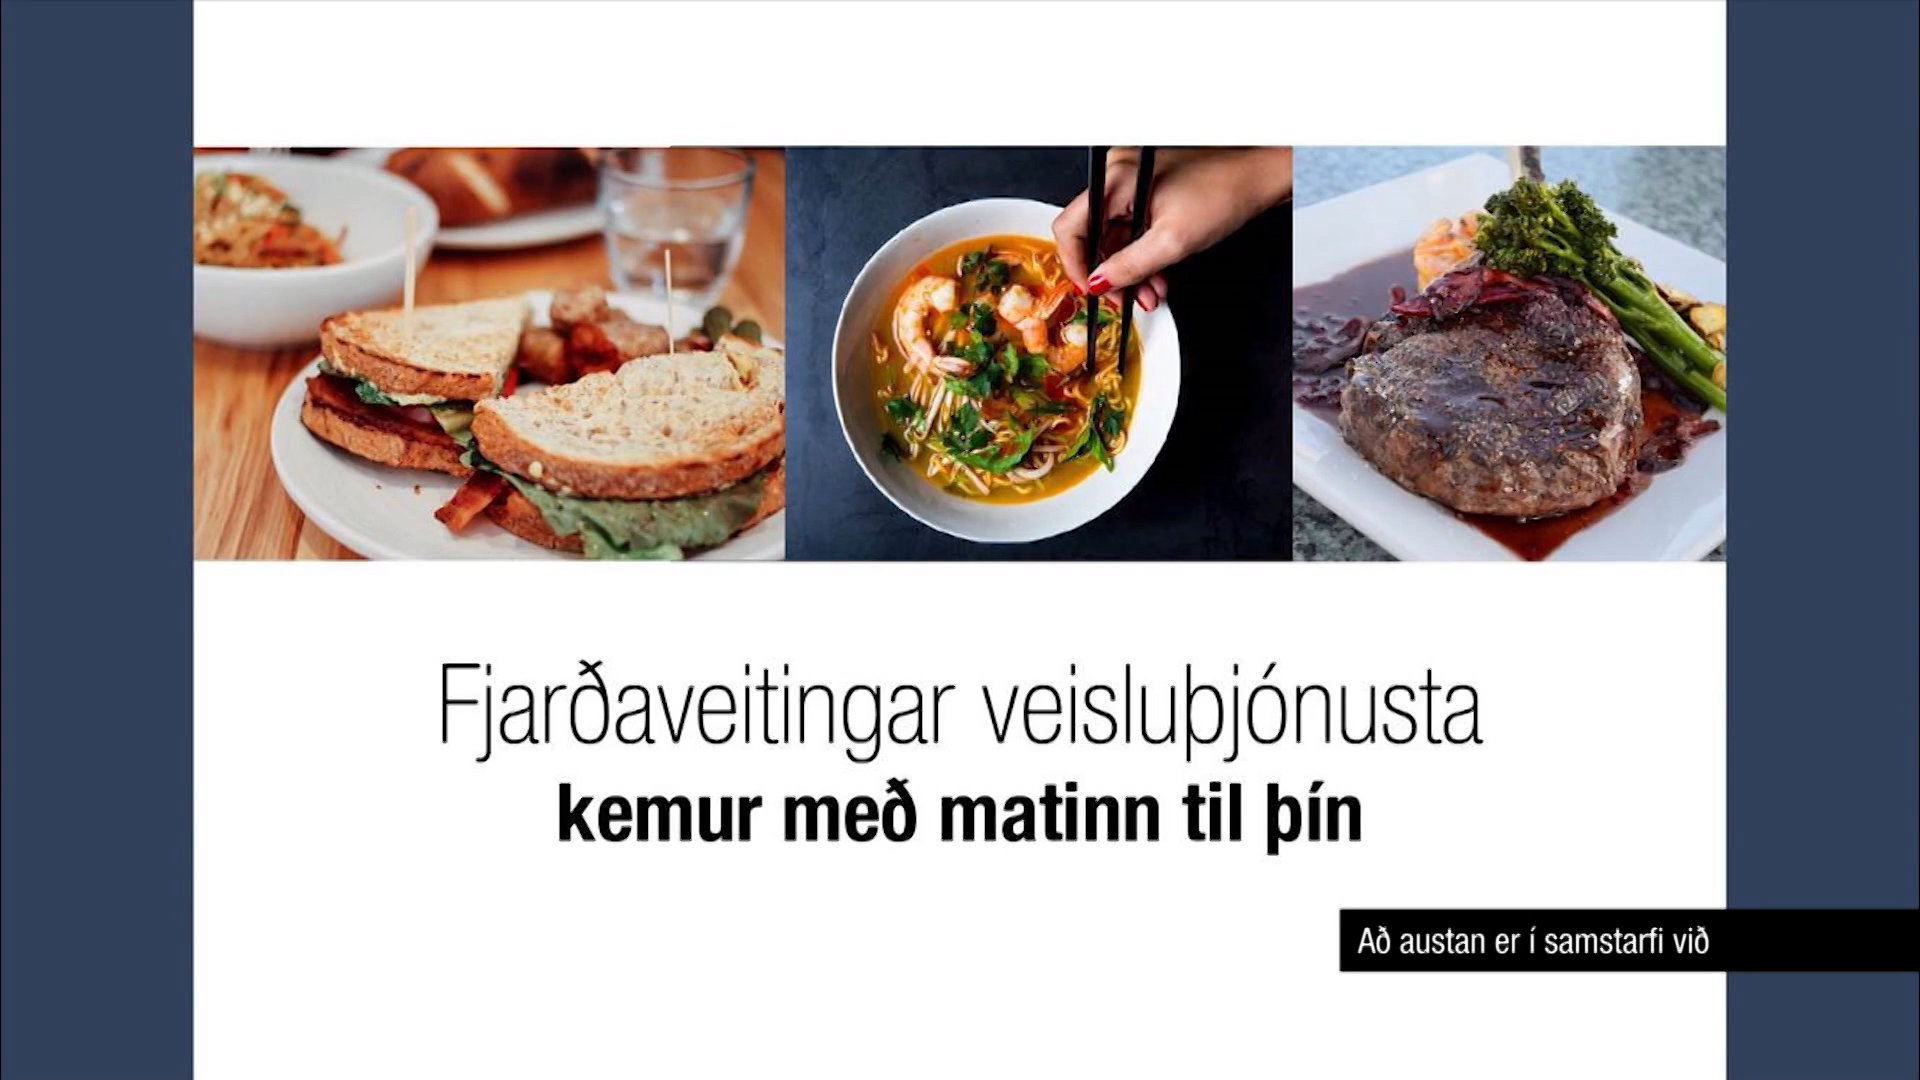 Fjarðaveitingar veisluþjónusta
kemur með matinn til þín
Að austan er í samstarfi við